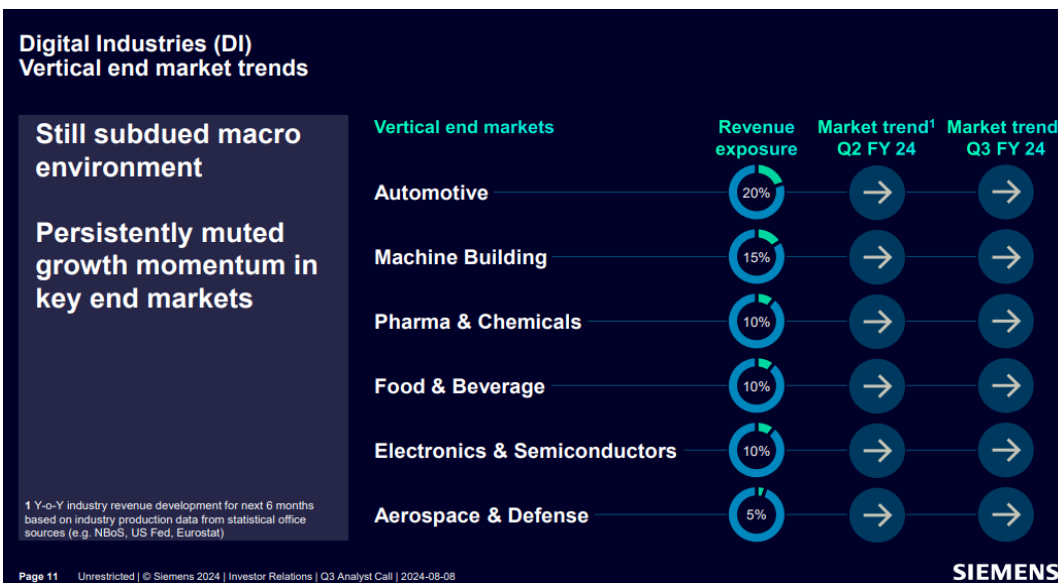 Digital Industries (DI)
Vertical end market trends
Still subdued macro
environment
Persistently muted
growth momentum in
key end markets
1 Y-o-Y industry revenue development for next 6 months
based on industry production data from statistical office
sources (e.g. NBoS, US Fed, Eurostat)
Vertical end markets
Revenue
exposure
Market trend¹
Q2 FY 24
Market trend
Q3 FY 24
Automotive
20%
Machine Building
15%
Pharma & Chemicals
10%
Food & Beverage
10%
Electronics & Semiconductors
10%
Aerospace & Defense
5%
Page 11 Unrestricted | © Siemens 2024 | Investor Relations | Q3 Analyst Call | 2024-08-08
SIEMENS